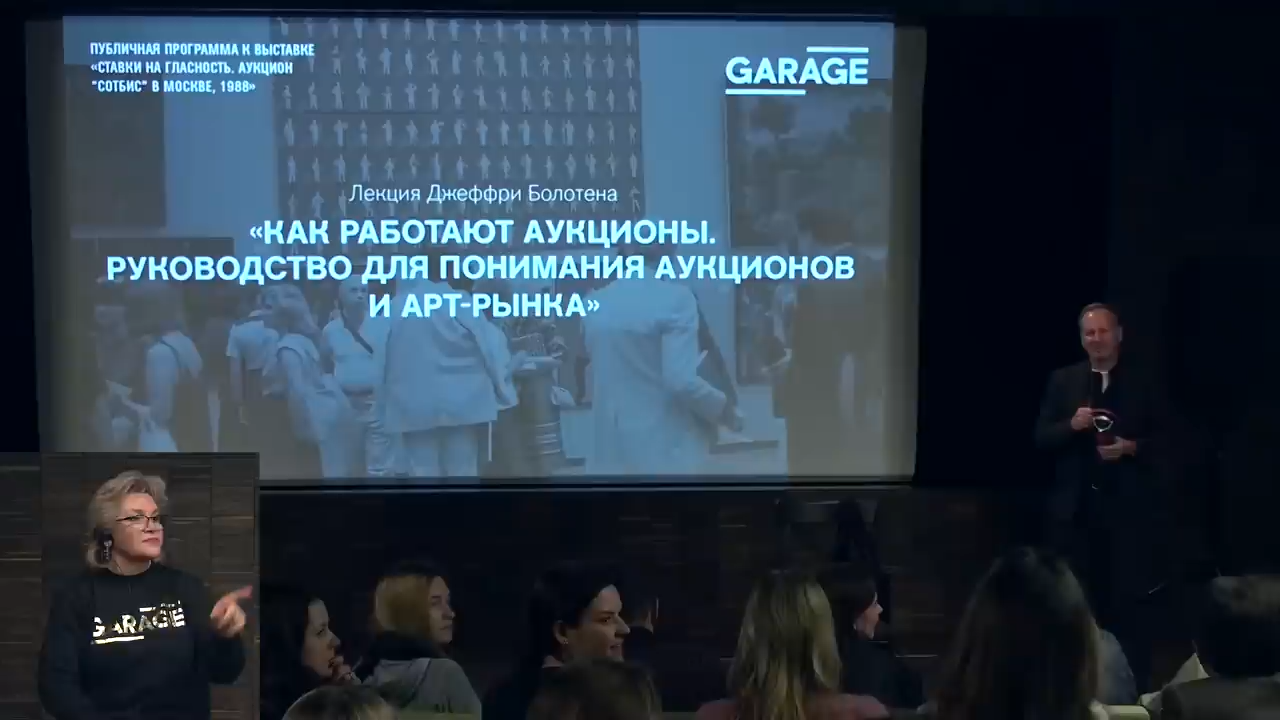 ПУБЛИЧНАЯ ПРОГРАММА К ВЫСТАВКЕ
«СТАВКИ НА ГЛАСНОСТЬ. АУКЦИОН
"СОТБИС" В МОСКВЕ, 1988»
GARAGE
Лекция Джеффри Болотена
«КАК РАБОТАЮТ АУКЦИОНЫ.
РУКОВОДСТВО ДЛЯ ПОНИМАНИЯ АУКЦИОНОВ
И АРТ-РЫНКА»
GARAGE